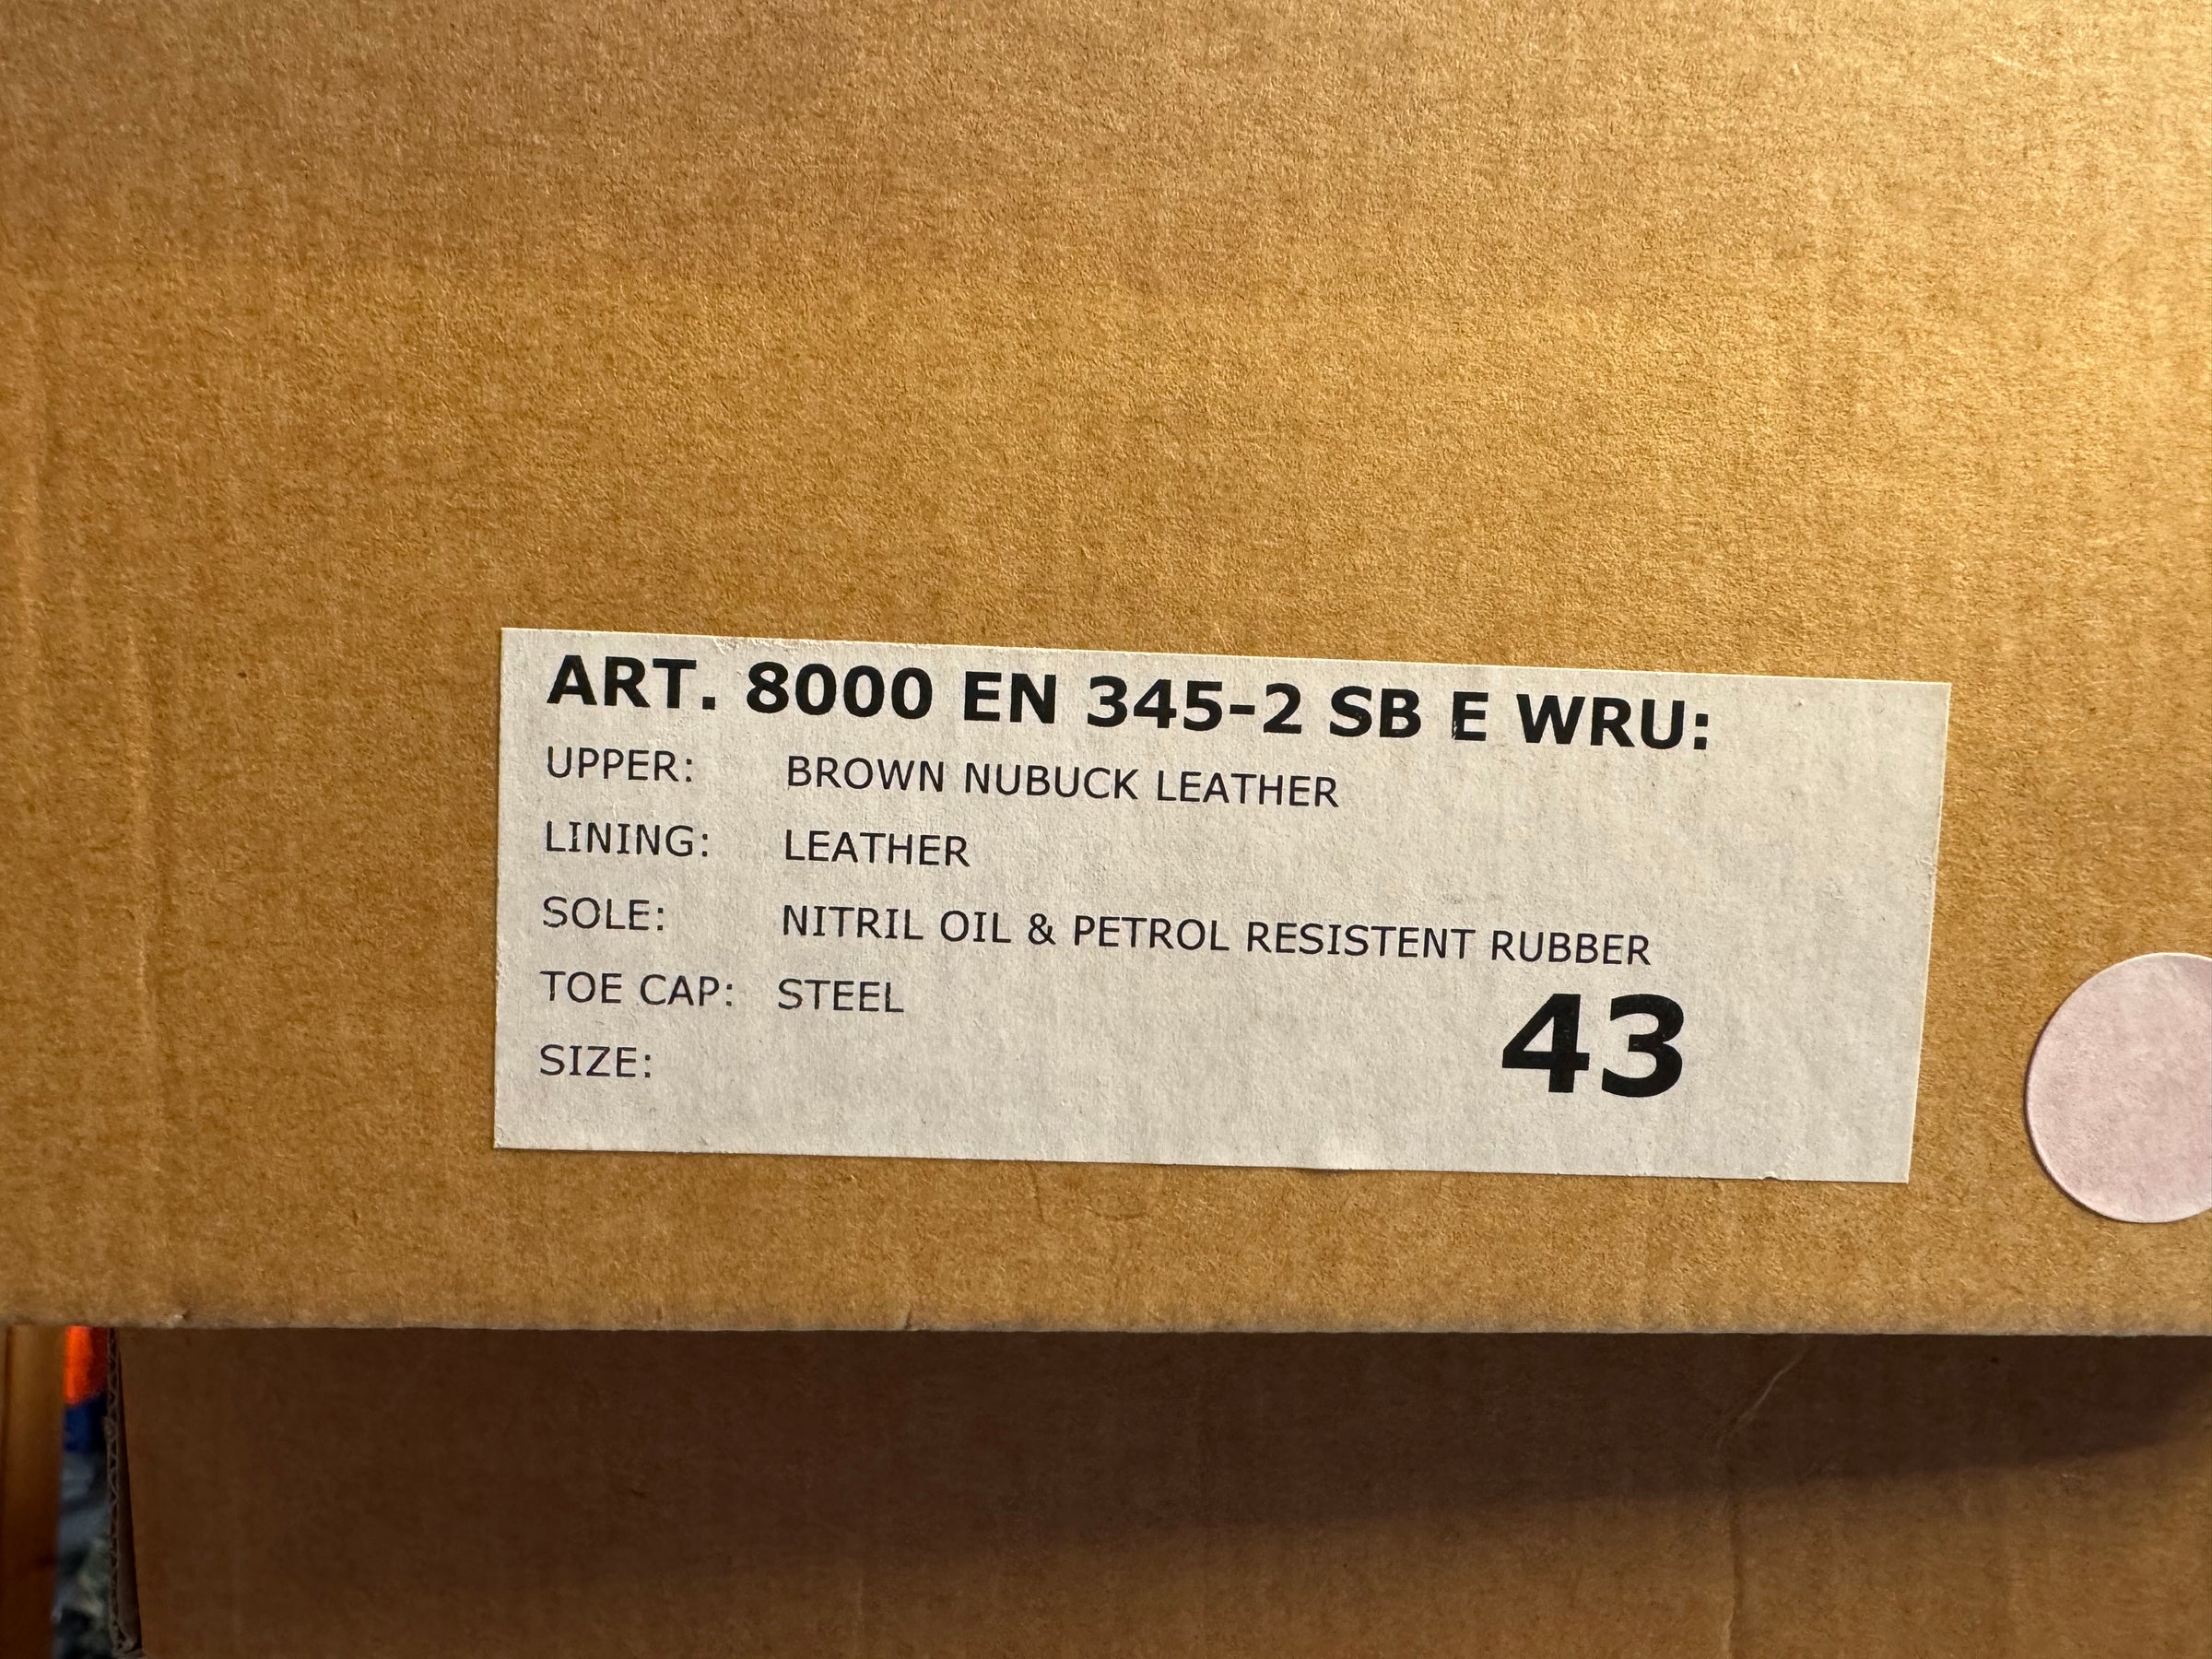 ART. 8000 EN 345-2 SB E WRU:
UPPER: BROWN NUBUCK LEATHER
LINING: LEATHER
SOLE: NITRIL OIL & PETROL RESISTENT RUBBER
TOE CAP: STEEL
SIZE: 43